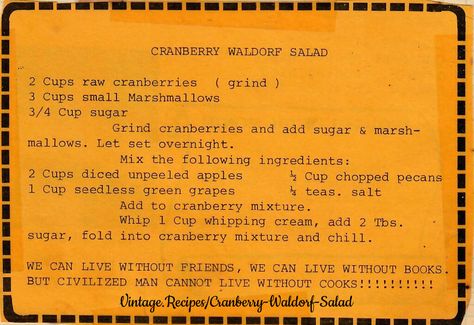 CRANBERRY WALDORF SALAD
2 Cups raw cranberries ( grind )
3 Cups small Marshmallows
3/4 Cup sugar
Grind cranberries and add sugar & marsh-
mallows. Let set overnight.
Mix the following ingredients:
2 Cups diced unpeeled apples ½ Cup chopped pecans
1 Cup seedless green grapes ¼ teas. salt
Add to cranberry mixture.
Whip 1 Cup whipping cream, add 2 Tbs.
sugar, fold into cranberry mixture and chill.
WE CAN LIVE WITHOUT FRIENDS, WE CAN LIVE WITHOUT BOOKS.
BUT CIVILIZED MAN CANNOT LIVE WITHOUT COOKS!!!!!!!!!!
Vintage.Recipes/Cranberry-Waldorf-Salad